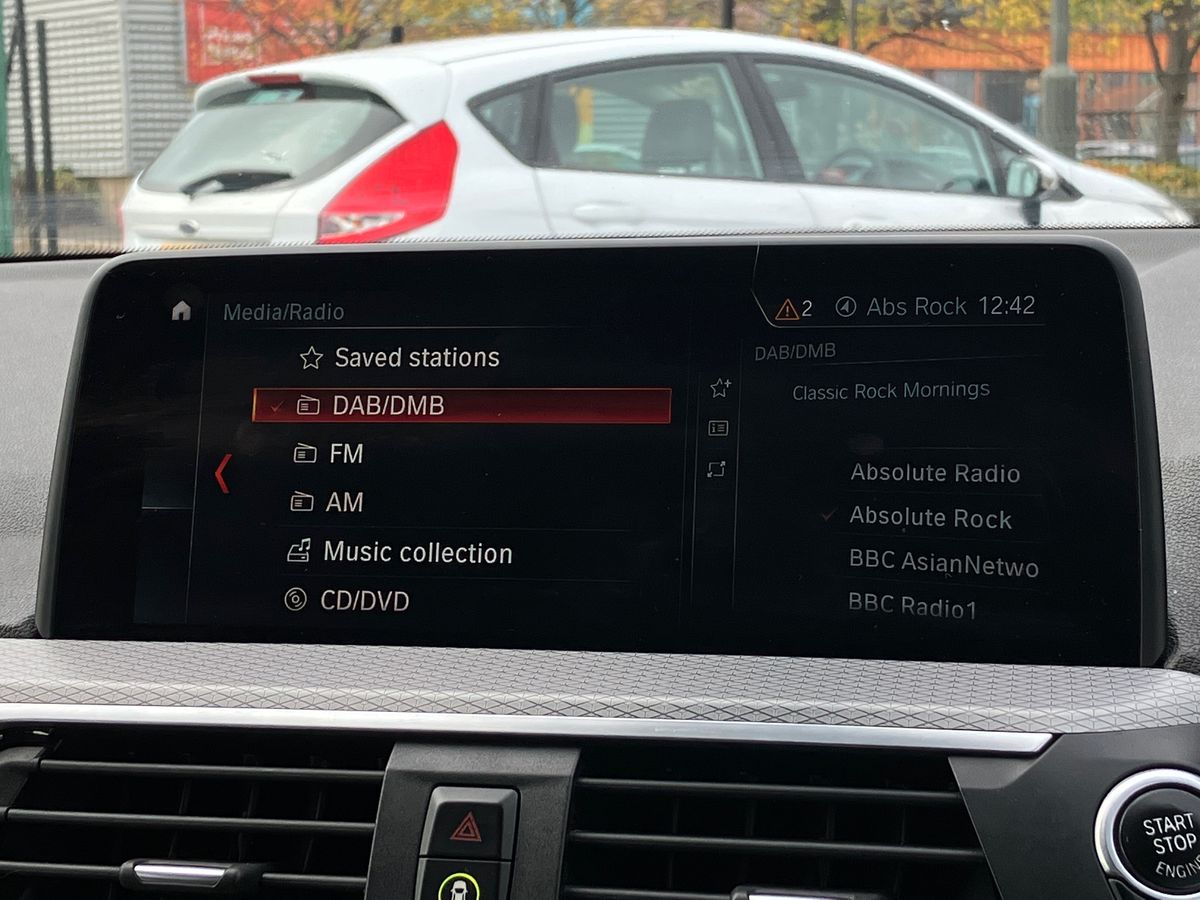 Media/Radio
2 Abs Rock 12:42
Saved stations
DAB/DMB
FM
AM
Music collection
CD/DVD
DAB/DMB
Classic Rock Mornings
Absolute Radio
Absolute Rock
BBC AsianNetwo
BBC Radio1
START
STOP